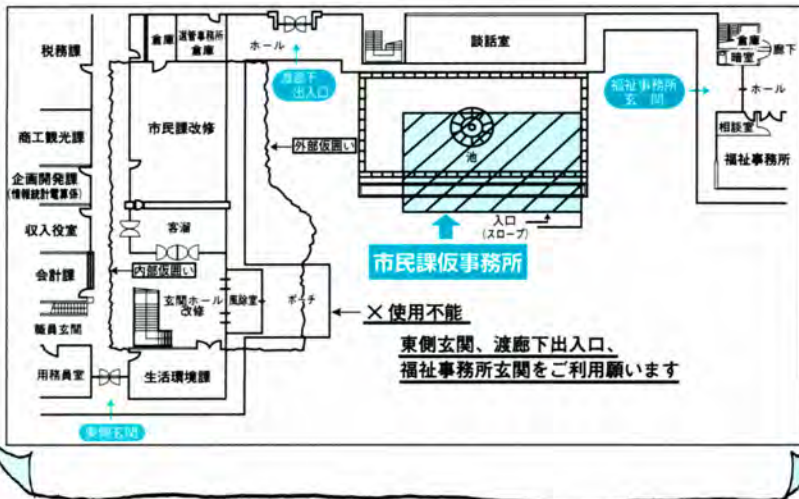 税務課
倉庫
選管事務所
倉庫
ホール
談話室
倉庫
暗室
廊下
渡廊下
出入口
福祉事務所
玄関
ホール
商工観光課
市民課改修
外部仮囲い
池
相談室
福祉事務所
企画開発課
(情報統計電算係)
収入役室
客溜
入口
(スロープ)
市民課仮事務所
会計課
内部仮囲い
玄関ホール
改修
風除室
ポーチ
×使用不能
職員玄関
東側玄関、渡廊下出入口、
福祉事務所玄関をご利用願います
用務員室
生活環境課
東側玄関